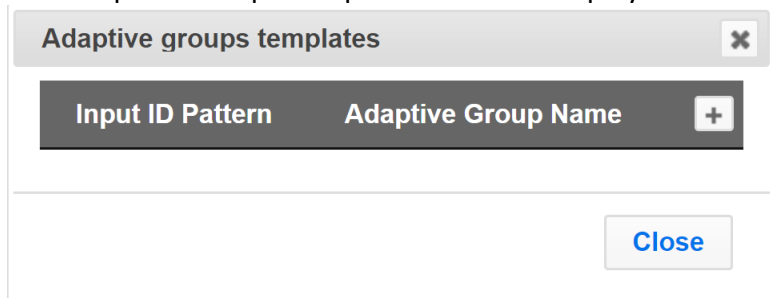 Adaptive groups templates
Input ID Pattern Adaptive Group Name +
Close